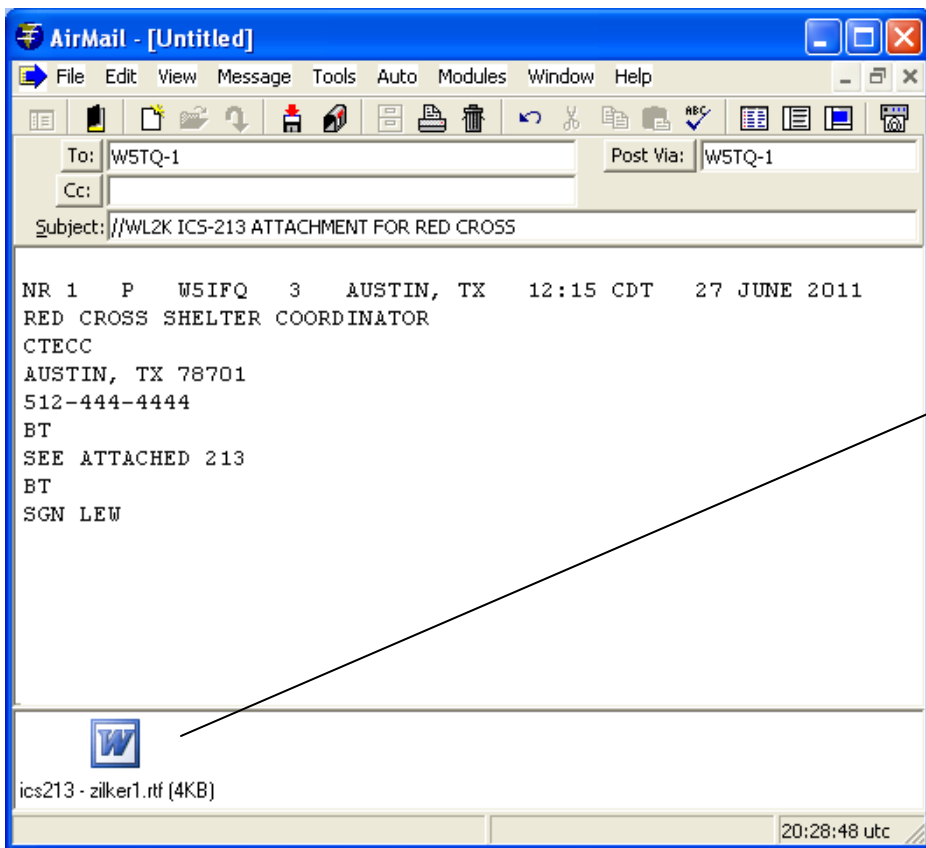 AirMail - [Untitled]
File Edit View Message Tools Auto Modules Window Help
ABC
To: W5TQ-1 Post Via: W5TQ-1
Cc:
Subject: //WL2K ICS-213 ATTACHMENT FOR RED CROSS
NR 1 P W5IFQ 3 AUSTIN, TX 12:15 CDT 27 JUNE 2011
RED CROSS SHELTER COORDINATOR
CTECC
AUSTIN, TX 78701
512-444-4444
BT
SEE ATTACHED 213
BT
SGN LEW
W
ics213 - zilker1.rtf (4KB)
20:28:48 utc